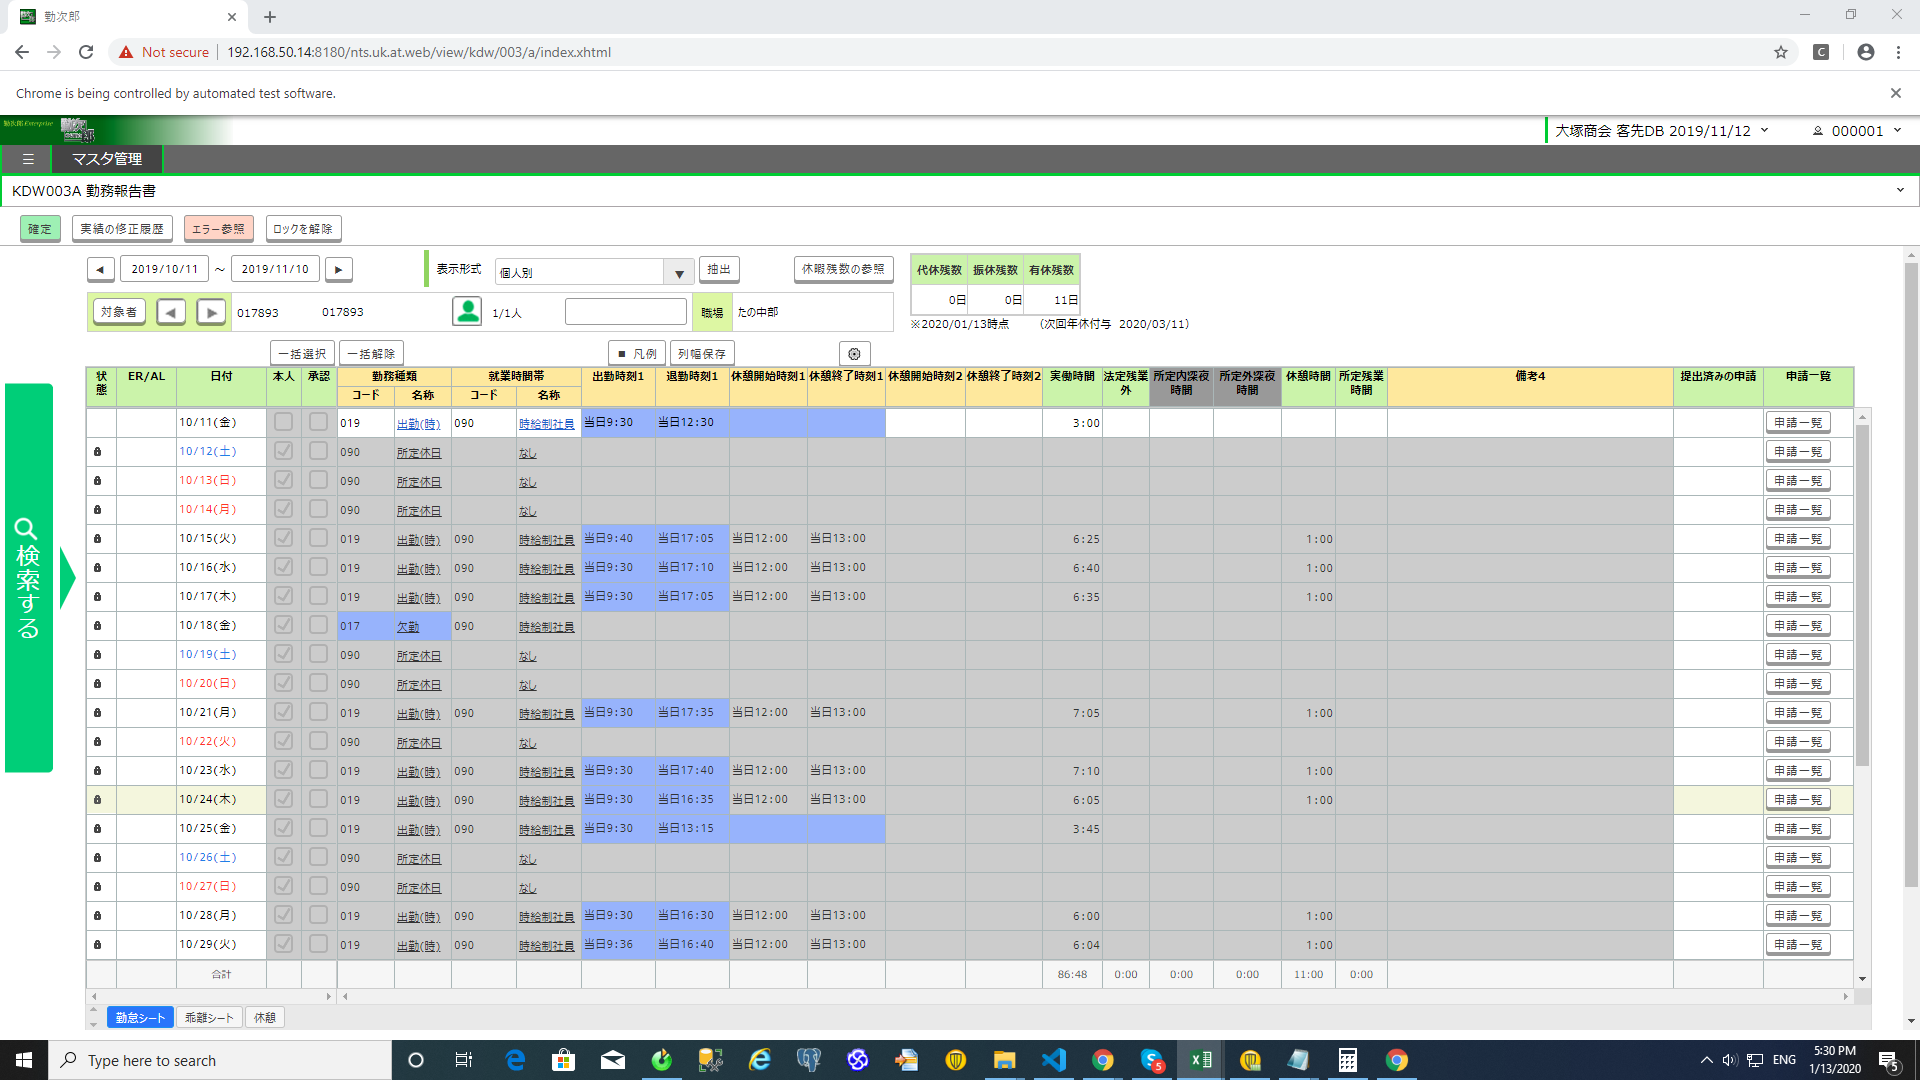 勤次郎
Not secure
192.168.50.14:8180/nts.uk.at.web/view/kdw/003/a/index.xhtml
Chrome is being controlled by automated test software.
勤次郎 Enterprise
大塚商会 客先DB 2019/11/12
000001
マスタ管理
KDW003A 勤務報告書
確定 実績の修正履歴 エラー参照 ロックを解除
◀ 2019/10/11 ～ 2019/11/10 ▶ 表示形式 個人別 ▼ 抽出 休暇残数の参照
代休残数 振休残数 有休残数
0日 0日 11日
※2020/01/13時点 (次回年休付与 2020/03/11)
対象者 ◀ ▶ 017893 017893 1/1人 職場 たの中部
一括選択 一括解除 ■ 凡例 列幅保存
検索する
状態 ER/AL 日付 本人 承認 勤務種類 就業時間帯 出勤時刻1 退勤時刻1 休憩開始時刻1 休憩終了時刻1 休憩開始時刻2 休憩終了時刻2 実働時間 法定残業外 所定内深夜時間 所定外深夜時間 休憩時間 所定残業時間 備考4 提出済みの申請 申請一覧
コード 名称 コード 名称
10/11(金) 019 出勤(時) 090 時給制社員 当日9:30 当日12:30 3:00 申請一覧
10/12(土) 090 所定休日 なし 申請一覧
10/13(日) 090 所定休日 なし 申請一覧
10/14(月) 090 所定休日 なし 申請一覧
10/15(火) 019 出勤(時) 090 時給制社員 当日9:40 当日17:05 当日12:00 当日13:00 6:25 1:00 申請一覧
10/16(水) 019 出勤(時) 090 時給制社員 当日9:30 当日17:10 当日12:00 当日13:00 6:40 1:00 申請一覧
10/17(木) 019 出勤(時) 090 時給制社員 当日9:30 当日17:05 当日12:00 当日13:00 6:35 1:00 申請一覧
10/18(金) 017 欠勤 090 時給制社員 申請一覧
10/19(土) 090 所定休日 なし 申請一覧
10/20(日) 090 所定休日 なし 申請一覧
10/21(月) 019 出勤(時) 090 時給制社員 当日9:30 当日17:35 当日12:00 当日13:00 7:05 1:00 申請一覧
10/22(火) 090 所定休日 なし 申請一覧
10/23(水) 019 出勤(時) 090 時給制社員 当日9:30 当日17:40 当日12:00 当日13:00 7:10 1:00 申請一覧
10/24(木) 019 出勤(時) 090 時給制社員 当日9:30 当日16:35 当日12:00 当日13:00 6:05 1:00 申請一覧
10/25(金) 019 出勤(時) 090 時給制社員 当日9:30 当日13:15 3:45 申請一覧
10/26(土) 090 所定休日 なし 申請一覧
10/27(日) 090 所定休日 なし 申請一覧
10/28(月) 019 出勤(時) 090 時給制社員 当日9:30 当日16:30 当日12:00 当日13:00 6:00 1:00 申請一覧
10/29(火) 019 出勤(時) 090 時給制社員 当日9:36 当日16:40 当日12:00 当日13:00 6:04 1:00 申請一覧
合計 86:48 0:00 0:00 0:00 11:00 0:00
勤怠シート 乖離シート 休憩
Type here to search
5
ENG
5:30 PM
1/13/2020
5